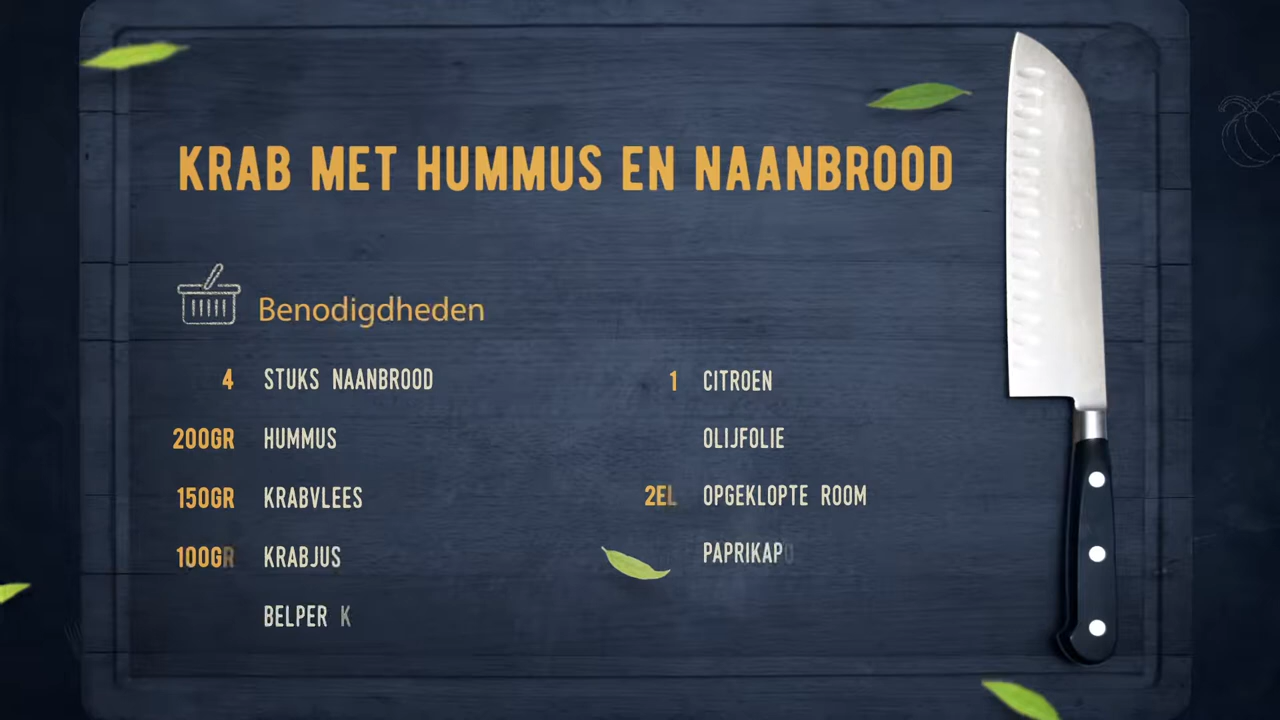 KRAB MET HUMMUS EN NAANBROOD
Benodigdheden
4 STUKS NAANBROOD
200GR HUMMUS
150GR KRABVLEES
100GR KRABJUS
BELPER K
1 CITROEN
OLIJFOLIE
2EL OPGEKLOPTE ROOM
PAPRIKAPO